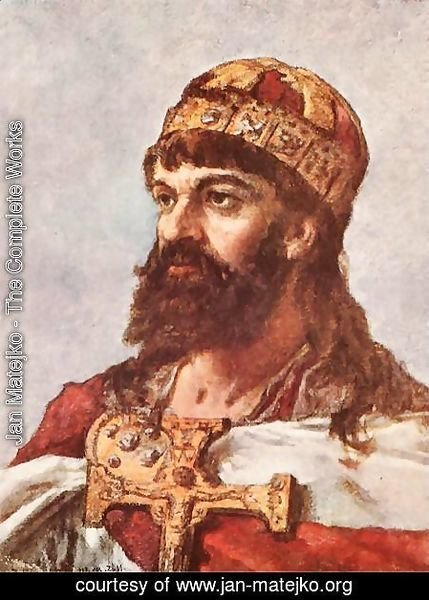 Jan Matejko - The Complete Works
courtesy of www.jan-matejko.org